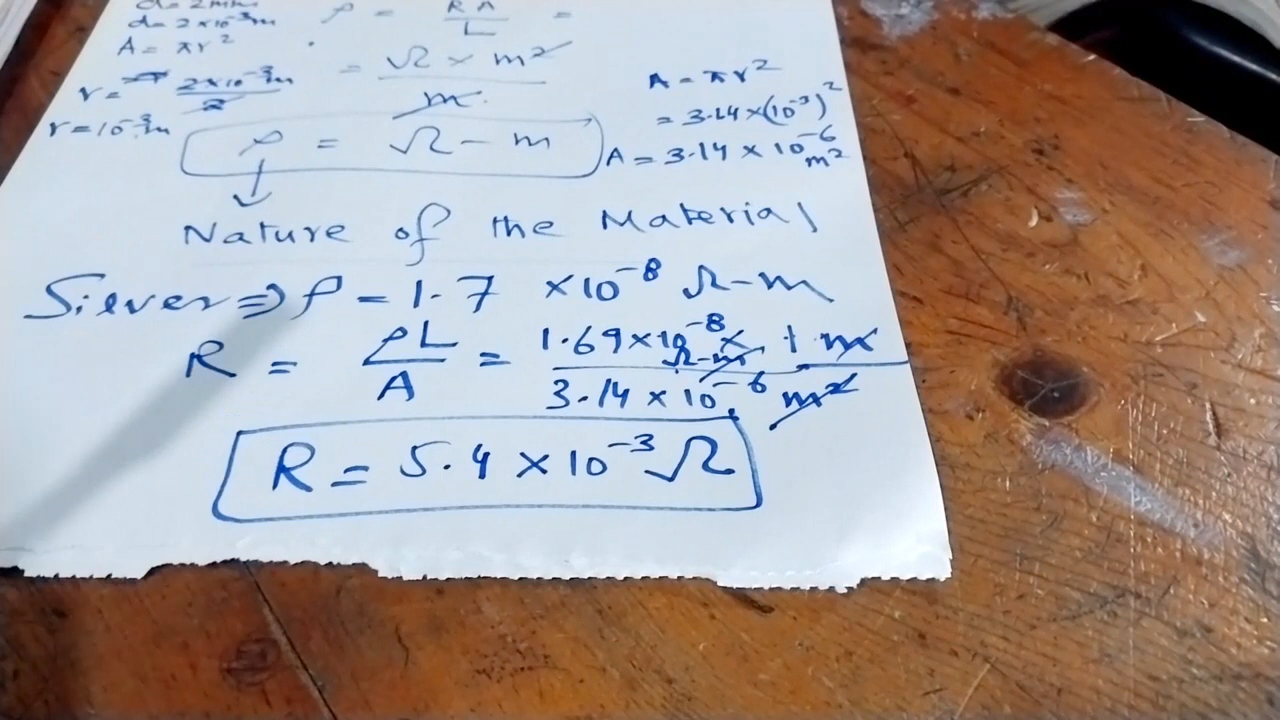 d = 2mm
d = 2 × 10⁻³m
A = πr²
r = 2×10⁻³m / 2
r = 10⁻³m
ρ = RA / L =
= Ω × m² / m
ρ = Ω - m
A = πr²
= 3.14 × (10⁻³)²
A = 3.14 × 10⁻⁶ m²
Nature of the Material
Silver ⇒ ρ = 1.7 × 10⁻⁸ Ω-m
R = ρL / A = 1.69 × 10⁻⁸ × Ω-m 1 m / 3.14 × 10⁻⁶ m²
R = 5.4 × 10⁻³ Ω